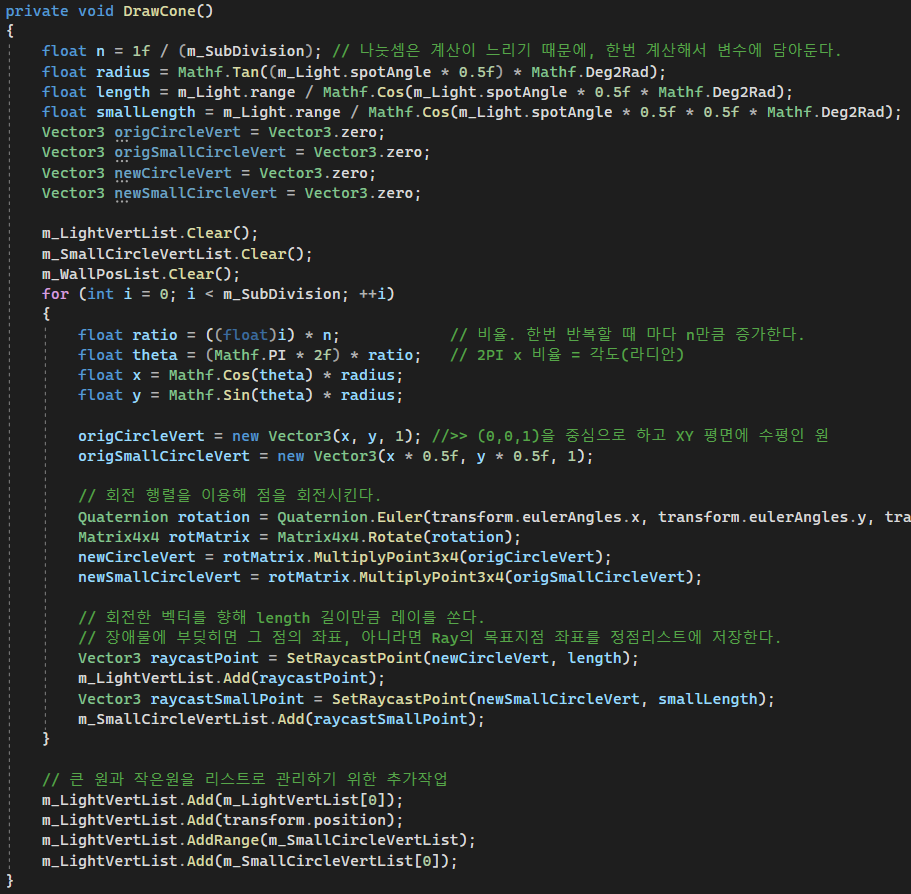 private void DrawCone()
{
    float n = 1f / (m_SubDivision); // 나눗셈은 계산이 느리기 때문에, 한번 계산해서 변수에 담아둔다.
    float radius = Mathf.Tan((m_Light.spotAngle * 0.5f) * Mathf.Deg2Rad);
    float length = m_Light.range / Mathf.Cos(m_Light.spotAngle * 0.5f * Mathf.Deg2Rad);
    float smallLength = m_Light.range / Mathf.Cos(m_Light.spotAngle * 0.5f * 0.5f * Mathf.Deg2Rad);
    Vector3 origCircleVert = Vector3.zero;
    Vector3 origSmallCircleVert = Vector3.zero;
    Vector3 newCircleVert = Vector3.zero;
    Vector3 newSmallCircleVert = Vector3.zero;

    m_LightVertList.Clear();
    m_SmallCircleVertList.Clear();
    m_WallPosList.Clear();
    for (int i = 0; i < m_SubDivision; ++i)
    {
        float ratio = ((float)i) * n;            // 비율. 한번 반복할 때 마다 n만큼 증가한다.
        float theta = (Mathf.PI * 2f) * ratio;   // 2PI x 비율 = 각도(라디안)
        float x = Mathf.Cos(theta) * radius;
        float y = Mathf.Sin(theta) * radius;

        origCircleVert = new Vector3(x, y, 1); //>> (0,0,1)을 중심으로 하고 XY 평면에 수평인 원
        origSmallCircleVert = new Vector3(x * 0.5f, y * 0.5f, 1);

        // 회전 행렬을 이용해 점을 회전시킨다.
        Quaternion rotation = Quaternion.Euler(transform.eulerAngles.x, transform.eulerAngles.y, tra
        Matrix4x4 rotMatrix = Matrix4x4.Rotate(rotation);
        newCircleVert = rotMatrix.MultiplyPoint3x4(origCircleVert);
        newSmallCircleVert = rotMatrix.MultiplyPoint3x4(origSmallCircleVert);

        // 회전한 벡터를 향해 length 길이만큼 레이를 쏜다.
        // 장애물에 부딪히면 그 점의 좌표, 아니라면 Ray의 목표지점 좌표를 정점리스트에 저장한다.
        Vector3 raycastPoint = SetRaycastPoint(newCircleVert, length);
        m_LightVertList.Add(raycastPoint);
        Vector3 raycastSmallPoint = SetRaycastPoint(newSmallCircleVert, smallLength);
        m_SmallCircleVertList.Add(raycastSmallPoint);
    }

    // 큰 원과 작은원을 리스트로 관리하기 위한 추가작업
    m_LightVertList.Add(m_LightVertList[0]);
    m_LightVertList.Add(transform.position);
    m_LightVertList.AddRange(m_SmallCircleVertList);
    m_LightVertList.Add(m_SmallCircleVertList[0]);
}